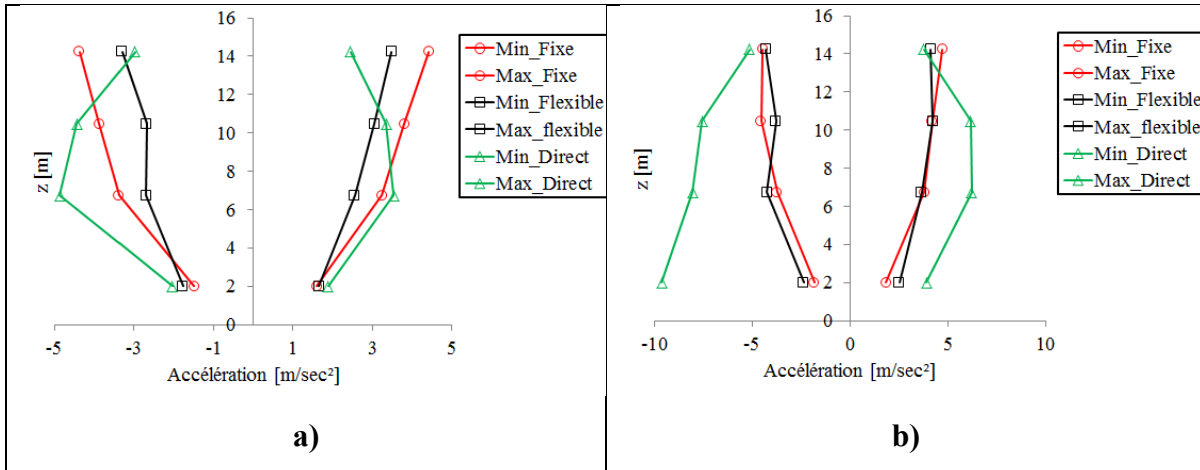 16
14
12
10
8
6
4
2
0
z [m]
-5
-3
-1
1
3
5
Accélération [m/sec²]
Min_Fixe
Max_Fixe
Min_Flexible
Max_flexible
Min_Direct
Max_Direct
a)
16
14
12
10
8
6
4
2
0
z [m]
-10
-5
0
5
10
Accélération [m/sec²]
Min_Fixe
Max_Fixe
Min_Flexible
Max_flexible
Min_Direct
Max_Direct
b)